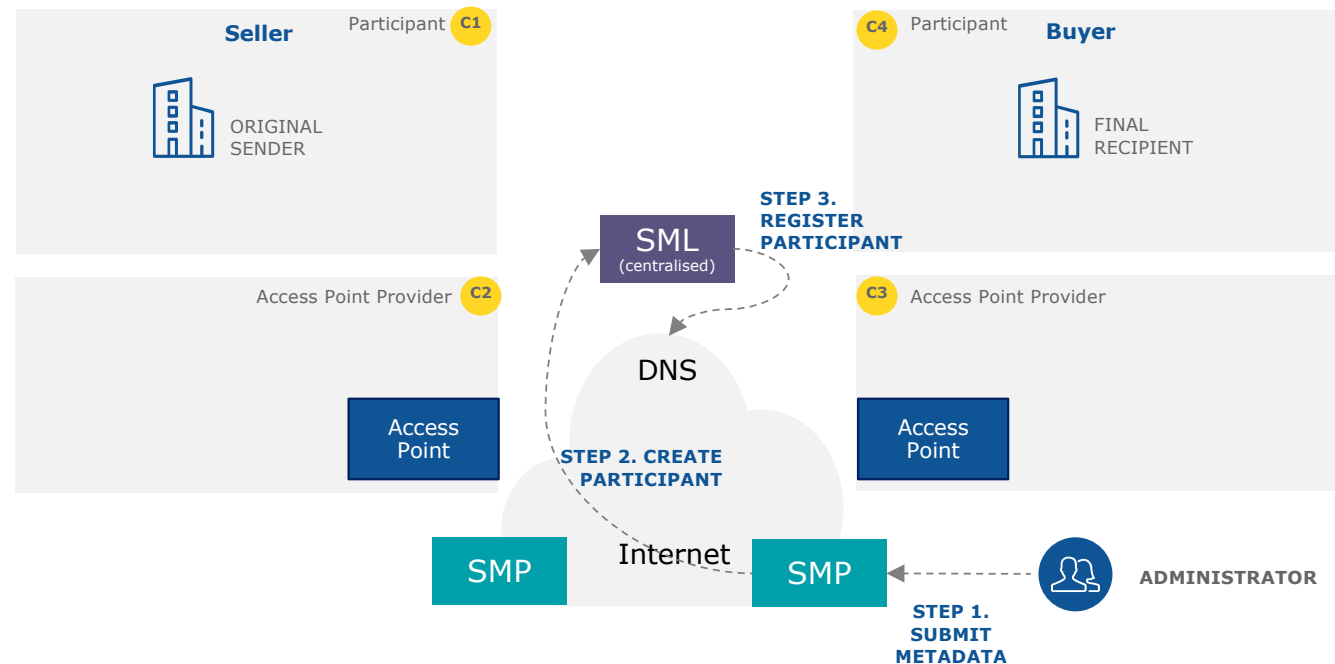 Seller
Participant
C1
C4
Participant
Buyer
ORIGINAL
SENDER
FINAL
RECIPIENT
STEP 3.
REGISTER
PARTICIPANT
SML
(centralised)
Access Point Provider
C2
C3
Access Point Provider
DNS
Access
Point
Access
Point
STEP 2. CREATE
PARTICIPANT
Internet
SMP
SMP
ADMINISTRATOR
STEP 1.
SUBMIT
METADATA